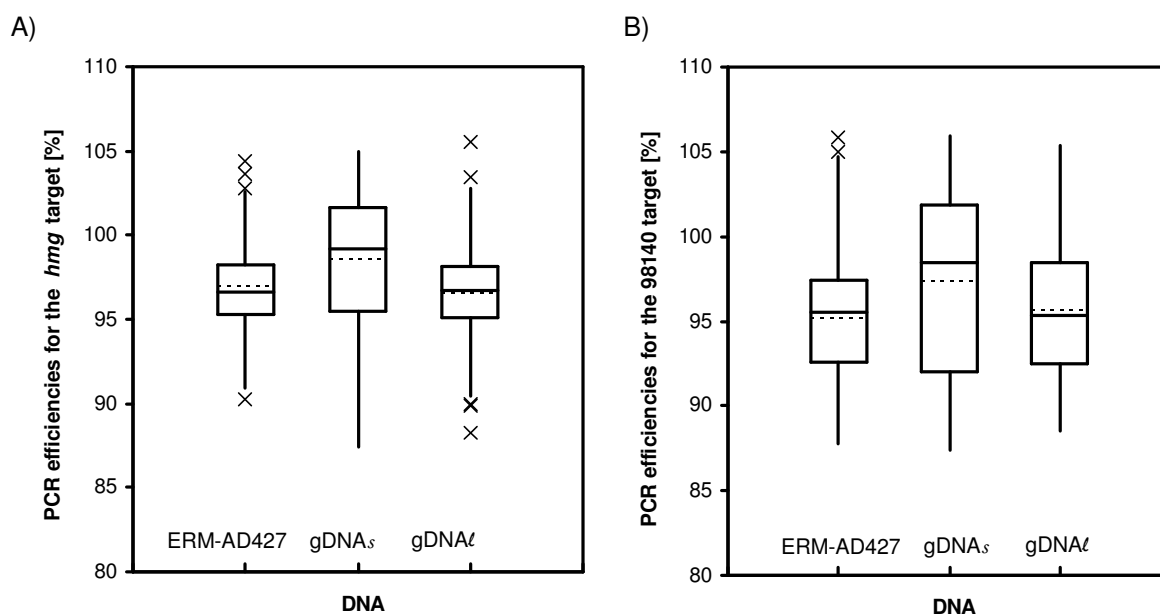 A)
PCR efficiencies for the hmg target [%]
110
105
100
95
90
85
80
ERM-AD427 gDNAs gDNAℓ
DNA
B)
PCR efficiencies for the 98140 target [%]
110
105
100
95
90
85
80
ERM-AD427 gDNAs gDNAℓ
DNA